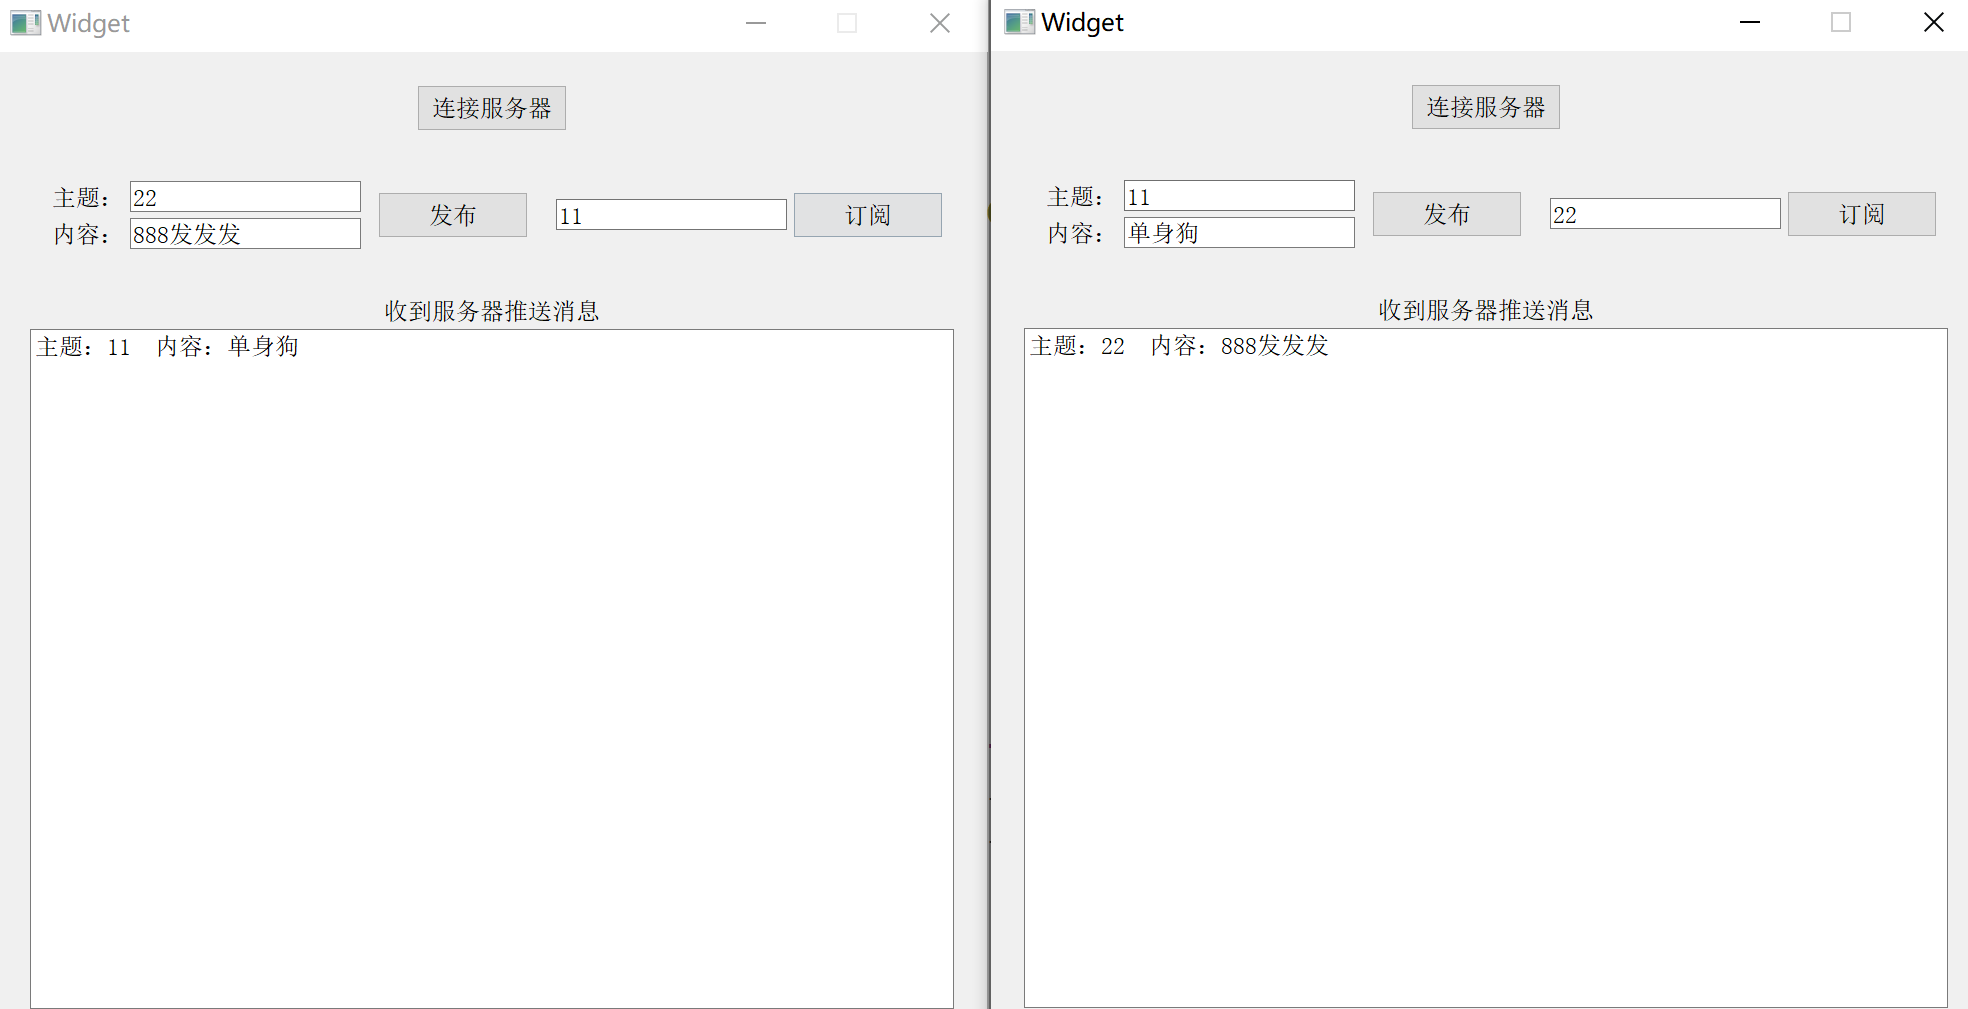 Widget
连接服务器
主题: 22
内容: 888发发发
发布
11
订阅
收到服务器推送消息
主题: 11 内容: 单身狗
Widget
连接服务器
主题: 11
内容: 单身狗
发布
22
订阅
收到服务器推送消息
主题: 22 内容: 888发发发